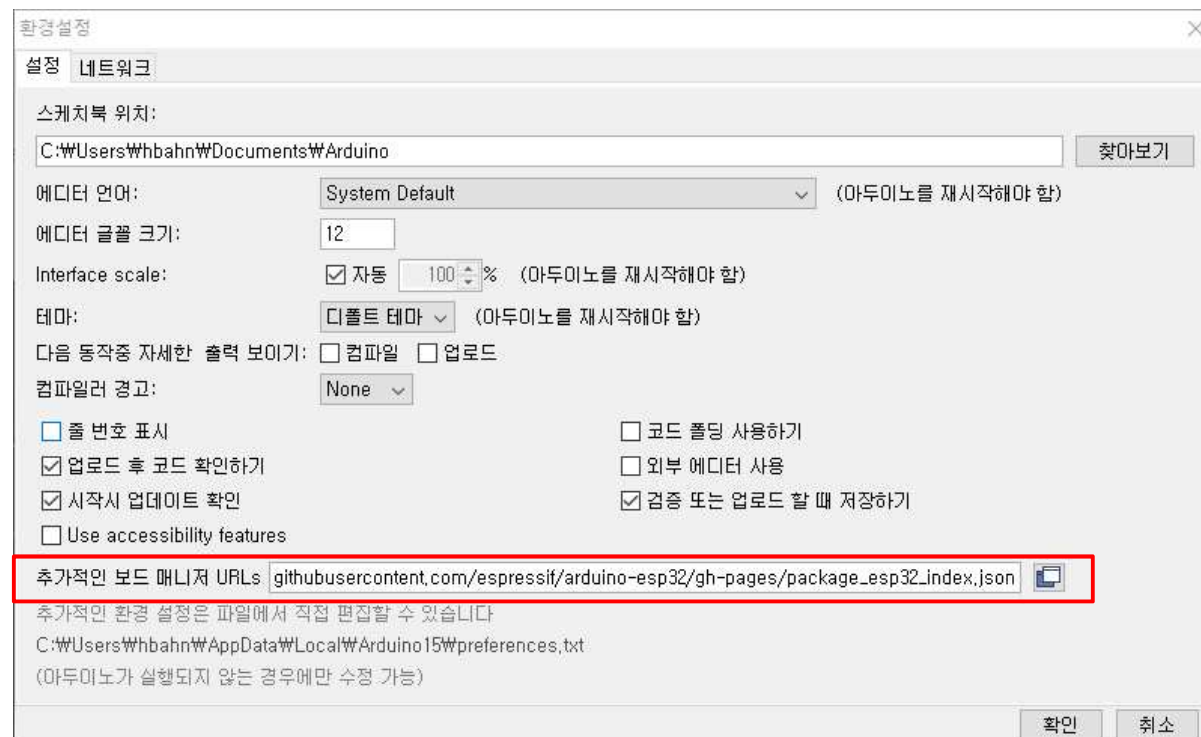 환경설정
설정 네트워크
스케치북 위치:
C:₩Users₩hbahn₩Documents₩Arduino 찾아보기
에디터 언어: System Default (아두이노를 재시작해야 함)
에디터 글꼴 크기: 12
Interface scale: 자동 100 % (아두이노를 재시작해야 함)
테마: 디폴트 테마 (아두이노를 재시작해야 함)
다음 동작중 자세한 출력 보이기: 컴파일 업로드
컴파일러 경고: None
줄 번호 표시 코드 폴딩 사용하기
업로드 후 코드 확인하기 외부 에디터 사용
시작시 업데이트 확인 검증 또는 업로드 할 때 저장하기
Use accessibility features
추가적인 보드 매니저 URLs githubusercontent.com/espressif/arduino-esp32/gh-pages/package_esp32_index.json
추가적인 환경 설정은 파일에서 직접 편집할 수 있습니다
C:₩Users₩hbahn₩AppData₩Local₩Arduino15₩preferences.txt
(아두이노가 실행되지 않는 경우에만 수정 가능)
확인 취소